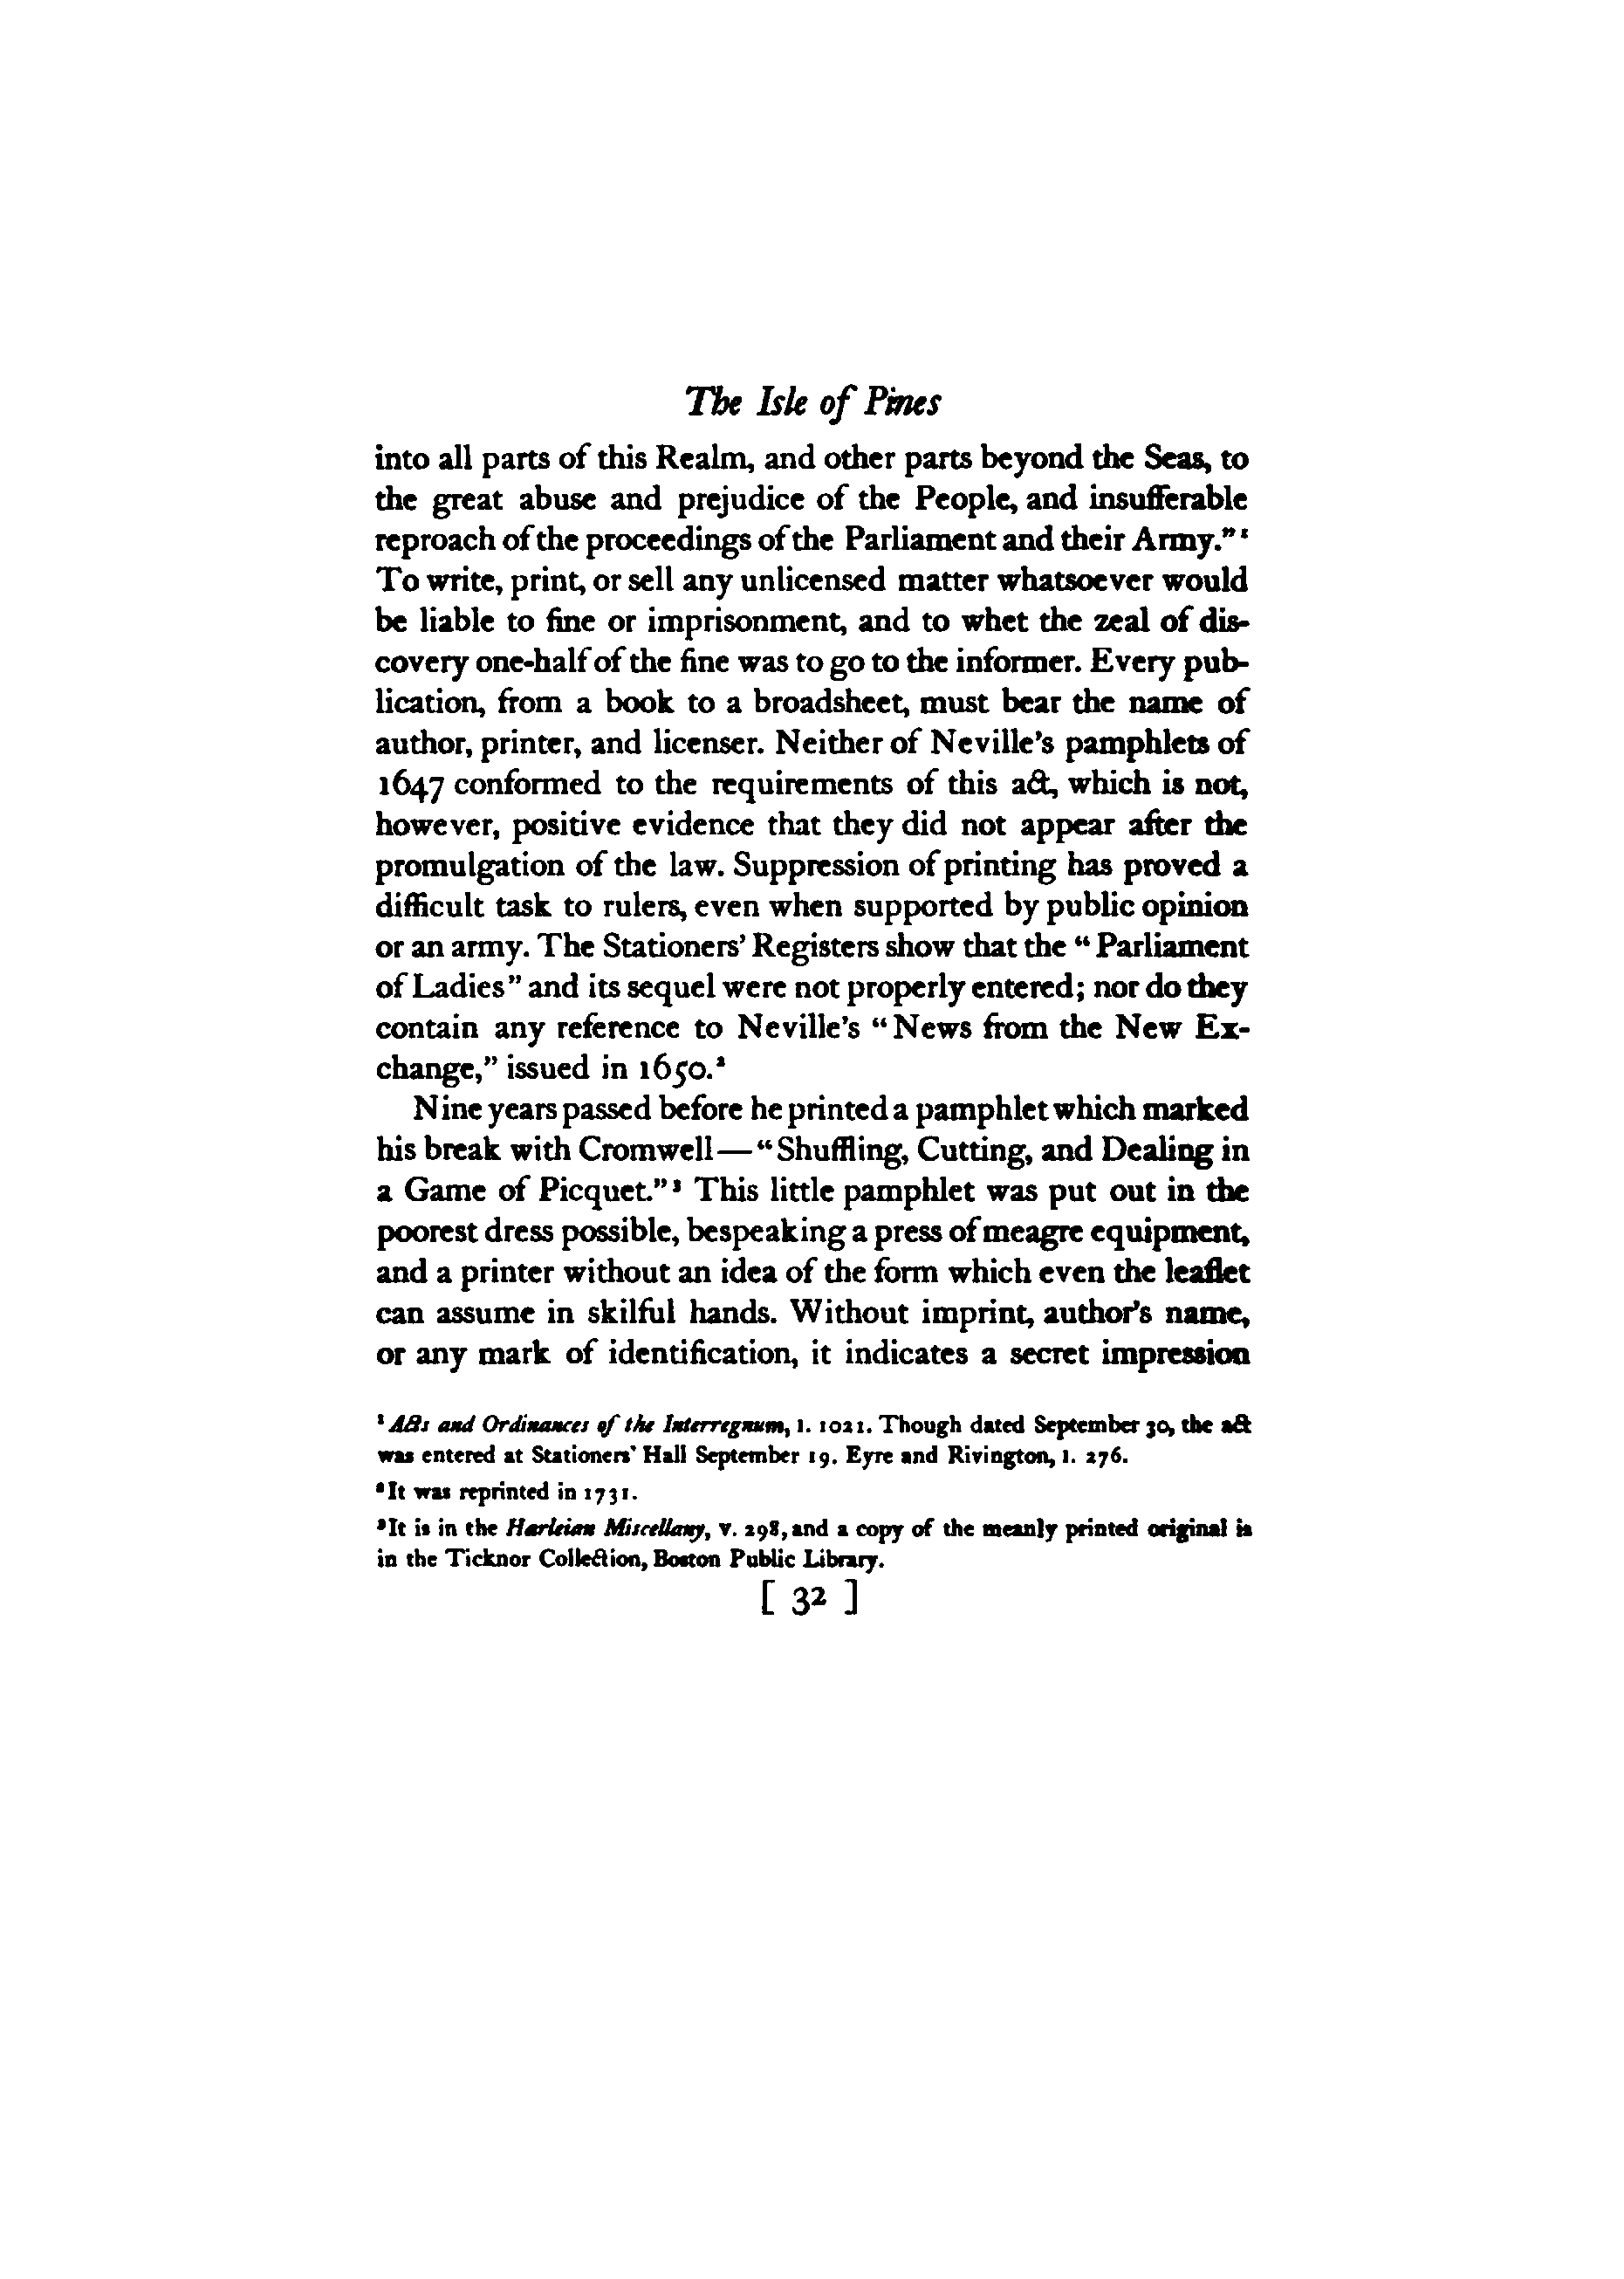 The Isle of Pines
into all parts of this Realm, and other parts beyond the Seas, to
the great abuse and prejudice of the People, and insufferable
reproach of the proceedings of the Parliament and their Army.”¹
To write, print, or sell any unlicensed matter whatsoever would
be liable to fine or imprisonment, and to whet the zeal of dis-
covery one-half of the fine was to go to the informer. Every pub-
lication, from a book to a broadsheet, must bear the name of
author, printer, and licenser. Neither of Neville’s pamphlets of
1647 conformed to the requirements of this act, which is not,
however, positive evidence that they did not appear after the
promulgation of the law. Suppression of printing has proved a
difficult task to rulers, even when supported by public opinion
or an army. The Stationers’ Registers show that the “Parliament
of Ladies” and its sequel were not properly entered; nor do they
contain any reference to Neville’s “News from the New Ex-
change,” issued in 1650.²
Nine years passed before he printed a pamphlet which marked
his break with Cromwell—“Shuffling, Cutting, and Dealing in
a Game of Picquet.”³ This little pamphlet was put out in the
poorest dress possible, bespeaking a press of meagre equipment,
and a printer without an idea of the form which even the leaflet
can assume in skilful hands. Without imprint, author’s name,
or any mark of identification, it indicates a secret impression
¹ Acts and Ordinances of the Interregnum, 1. 1021. Though dated September 30, the act
was entered at Stationers’ Hall September 19. Eyre and Rivington, 1. 276.
² It was reprinted in 1731.
³ It is in the Harleian Miscellany, v. 298, and a copy of the meanly printed original is
in the Ticknor Collection, Boston Public Library.
[ 32 ]